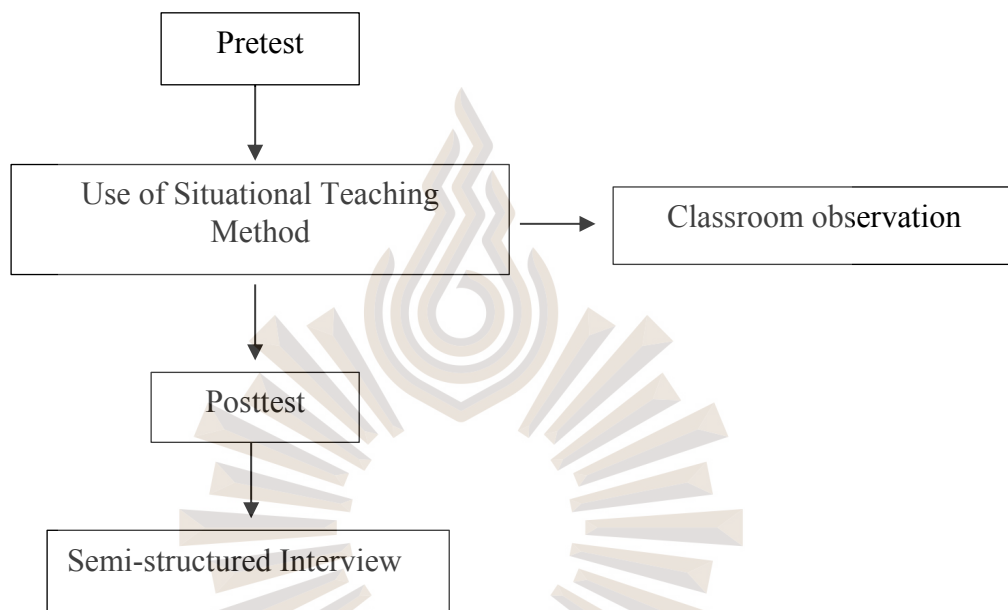 Pretest
Use of Situational Teaching
Method
Classroom observation
Posttest
Semi-structured Interview